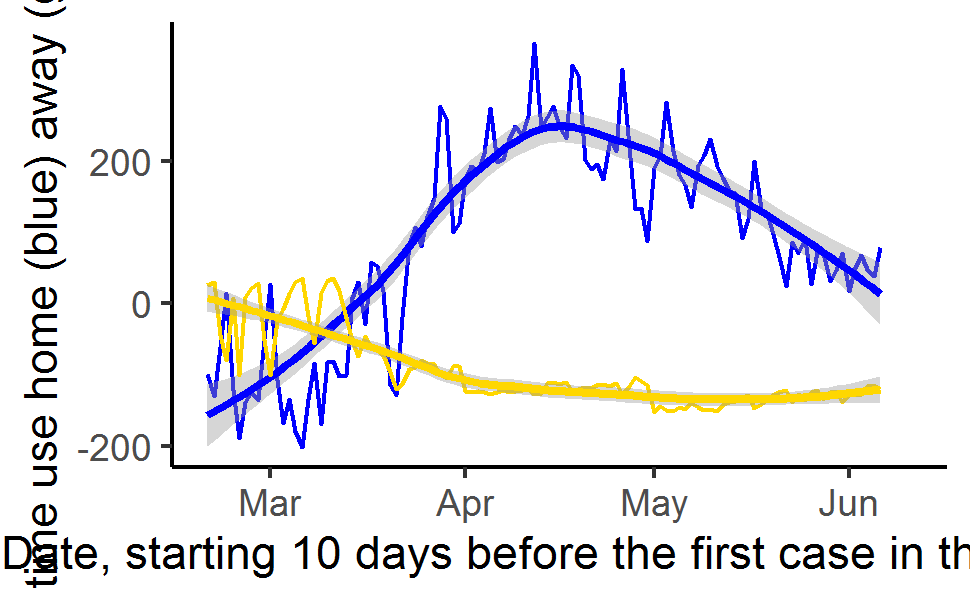 time use home (blue) away (
200
0
-200
Mar Apr May Jun
Date, starting 10 days before the first case in th